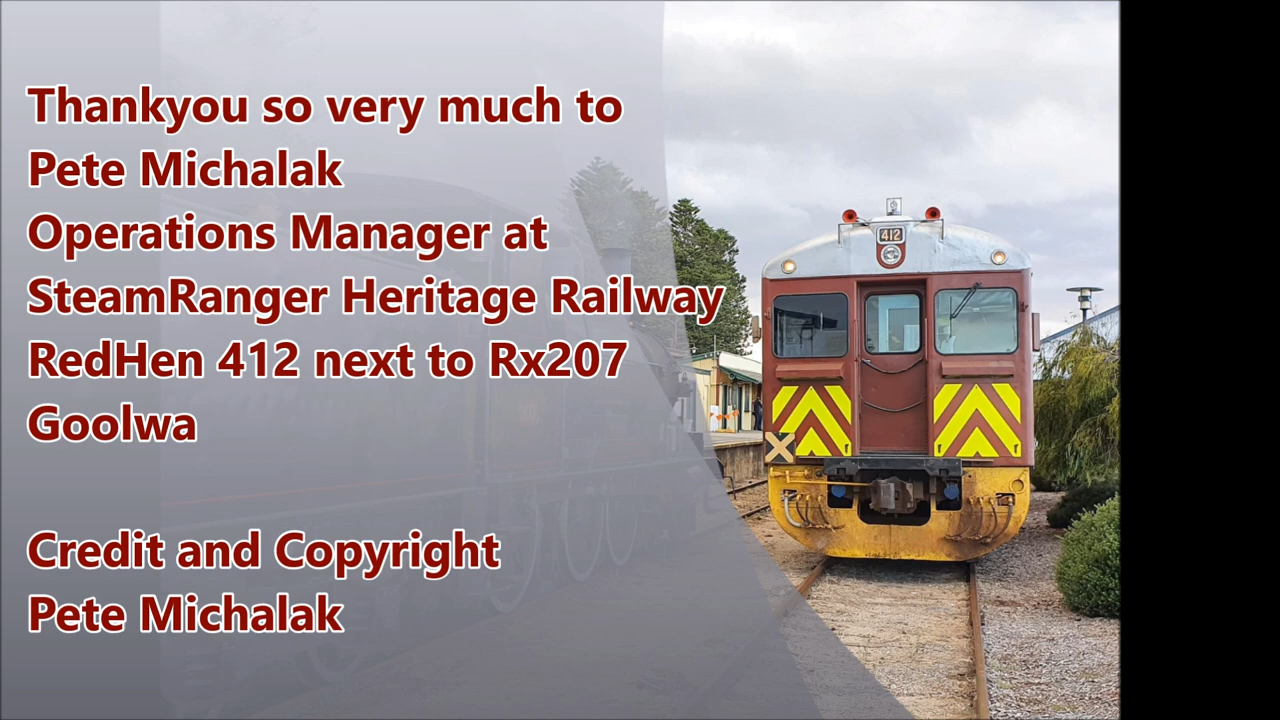 Thankyou so very much to
Pete Michalak
Operations Manager at
SteamRanger Heritage Railway
RedHen 412 next to Rx207
Goolwa
Credit and Copyright
Pete Michalak
412